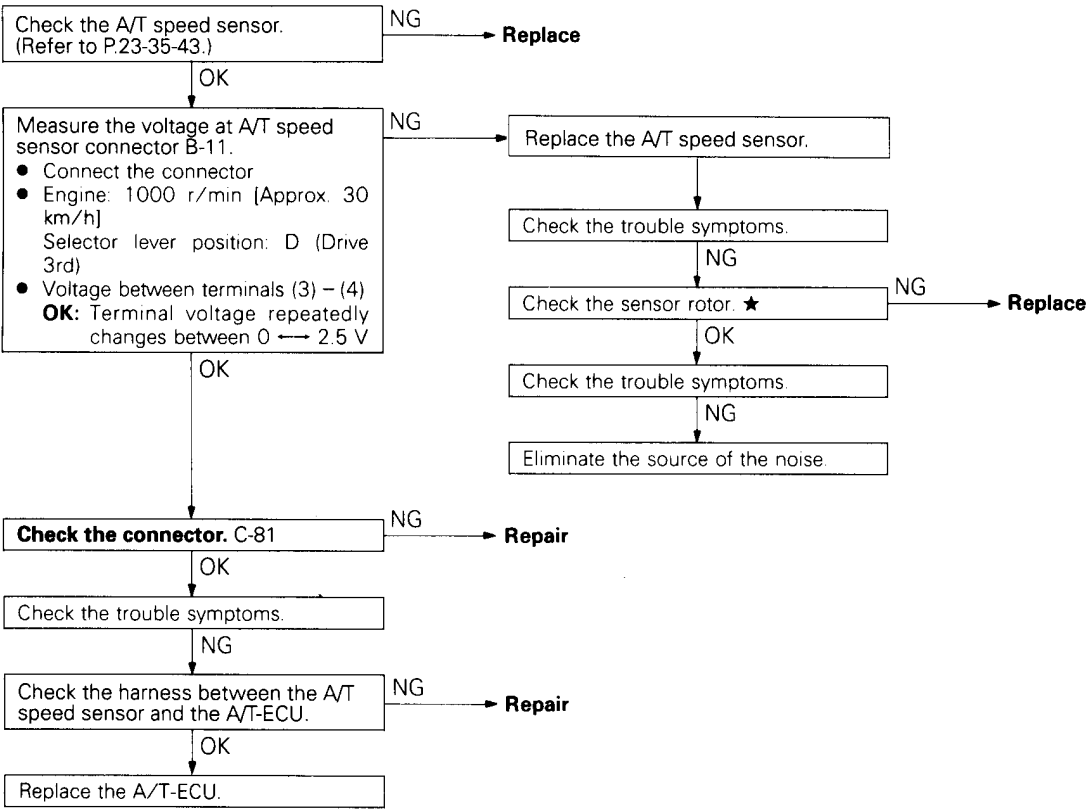 Check the A/T speed sensor.
(Refer to P.23-35-43.)
NG
Replace
OK
Measure the voltage at A/T speed
sensor connector B-11.
● Connect the connector
● Engine: 1000 r/min [Approx. 30
km/h]
Selector lever position: D (Drive
3rd)
● Voltage between terminals (3) – (4)
OK: Terminal voltage repeatedly
changes between 0 ←→ 2.5 V
NG
Replace the A/T speed sensor.
Check the trouble symptoms.
NG
Check the sensor rotor. ★
NG
Replace
OK
Check the trouble symptoms.
NG
Eliminate the source of the noise.
OK
Check the connector. C-81
NG
Repair
OK
Check the trouble symptoms.
NG
Check the harness between the A/T
speed sensor and the A/T-ECU.
NG
Repair
OK
Replace the A/T-ECU.